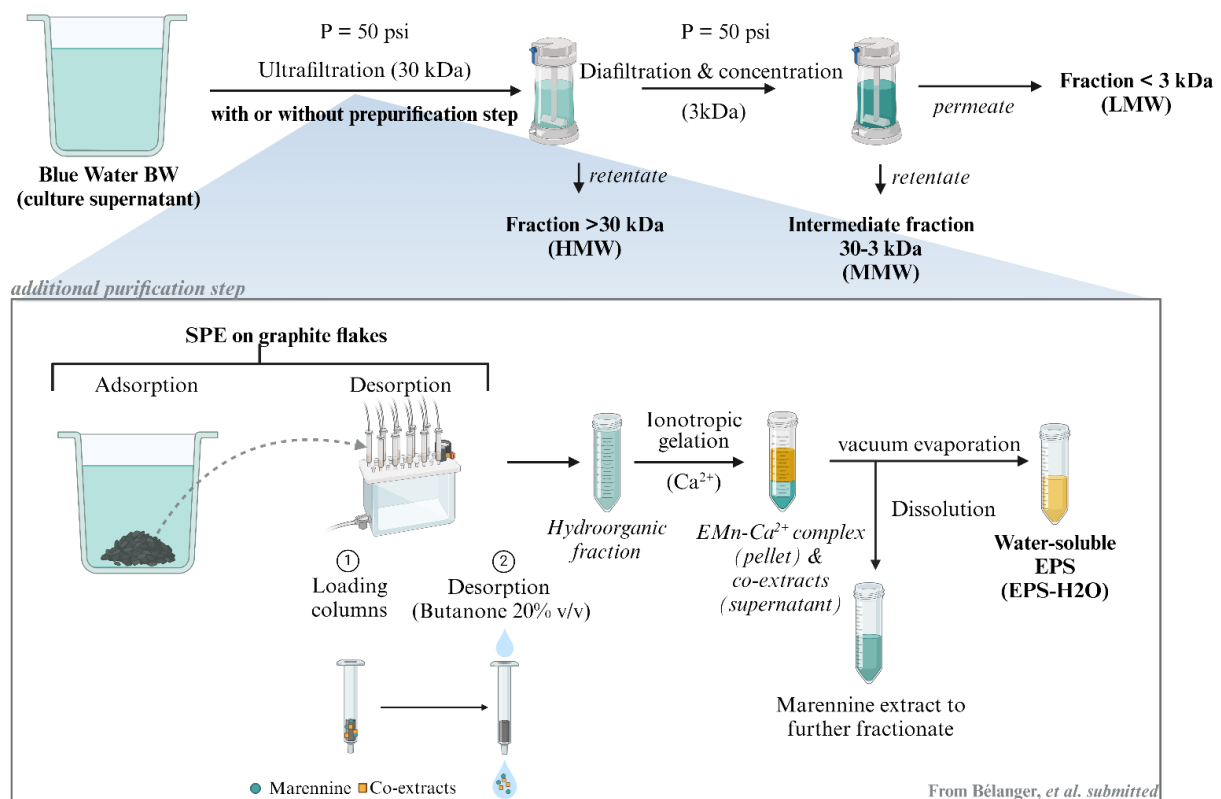 P = 50 psi
Ultrafiltration (30 kDa)
with or without prepurification step
P = 50 psi
Diafiltration & concentration
(3kDa)
permeate
Fraction < 3 kDa
(LMW)
Blue Water BW
(culture supernatant)
retentate
Fraction >30 kDa
(HMW)
retentate
Intermediate fraction
30-3 kDa
(MMW)
additional purification step
SPE on graphite flakes
Adsorption
Desorption
1
Loading
columns
2
Desorption
(Butanone 20% v/v)
Marennine
Co-extracts
Hydroorganic
fraction
Ionotropic
gelation
(Ca²⁺)
EMn-Ca²⁺ complex
(pellet) &
co-extracts
(supernatant)
vacuum evaporation
Dissolution
Water-soluble
EPS
(EPS-H2O)
Marennine extract to
further fractionate
From Bélanger, et al. submitted